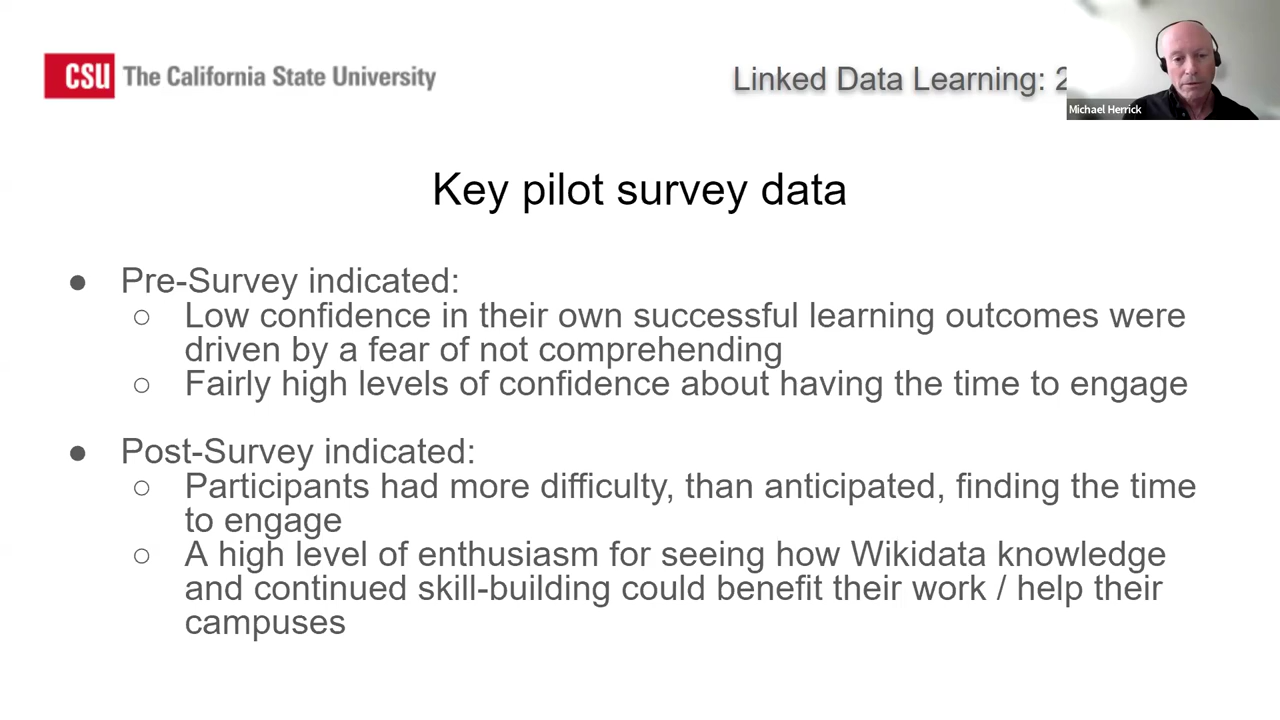 CSU The California State University
Linked Data Learning: 2
Michael Herrick
Key pilot survey data
● Pre-Survey indicated:
○ Low confidence in their own successful learning outcomes were
driven by a fear of not comprehending
○ Fairly high levels of confidence about having the time to engage
● Post-Survey indicated:
○ Participants had more difficulty, than anticipated, finding the time
to engage
○ A high level of enthusiasm for seeing how Wikidata knowledge
and continued skill-building could benefit their work / help their
campuses